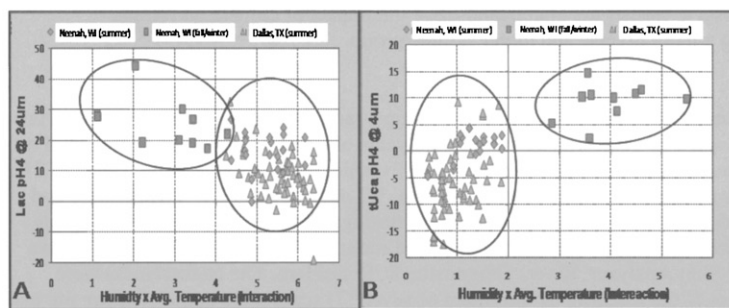 Neenah, WI (summer) Neenah, WI (fall/winter) Dallas, TX (summer)
50
40
30
20
10
0
-10
-20
Lac pH4 @ 24um
0 1 2 3 4 5 6 7
A
Humidty x Avg. Temperature (Interaction)
Neenah, WI (summer) Neenah, WI (fall/winter) Dallas, TX (summer)
20
15
10
5
0
-5
-10
-15
-20
tUca pH4 @ 4um
0 1 2 3 4 5 6
B
Humidity x Avg. Temperature (Intereaction)